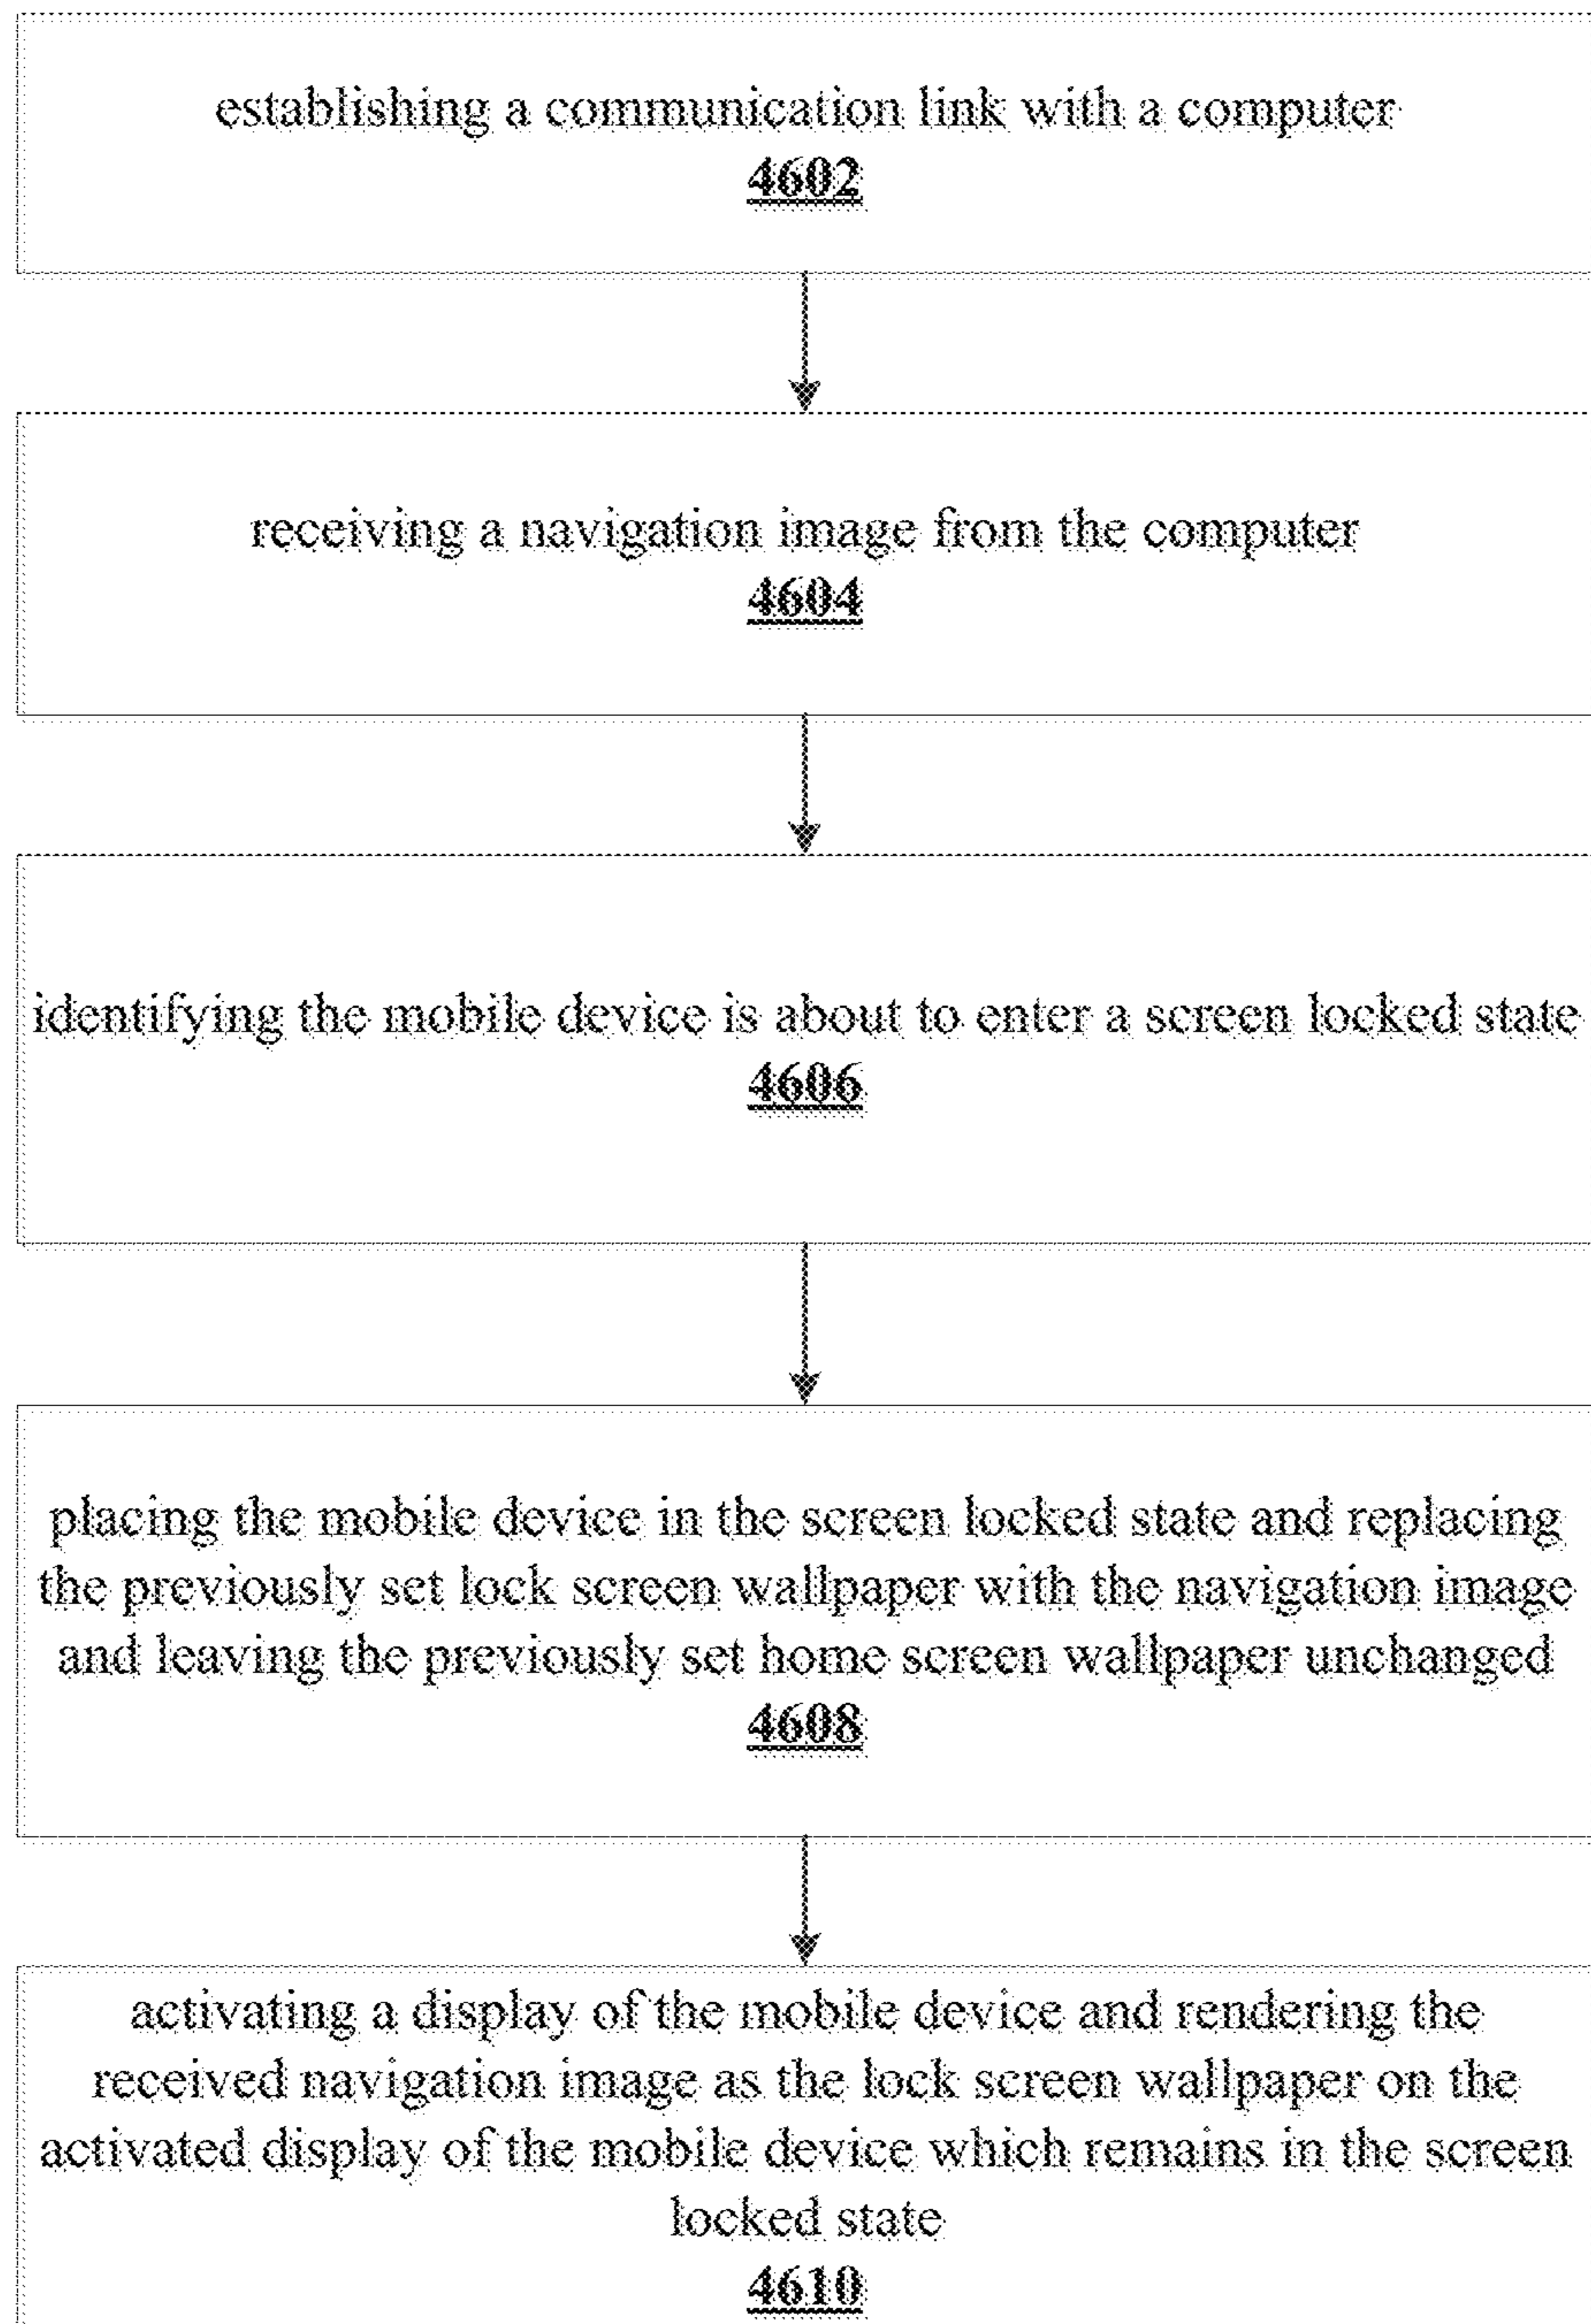 establishing a communication link with a computer
4602
receiving a navigation image from the computer
4604
identifying the mobile device is about to enter a screen locked state
4606
placing the mobile device in the screen locked state and replacing
the previously set lock screen wallpaper with the navigation image
and leaving the previously set home screen wallpaper unchanged
4608
activating a display of the mobile device and rendering the
received navigation image as the lock screen wallpaper on the
activated display of the mobile device which remains in the screen
locked state
4610